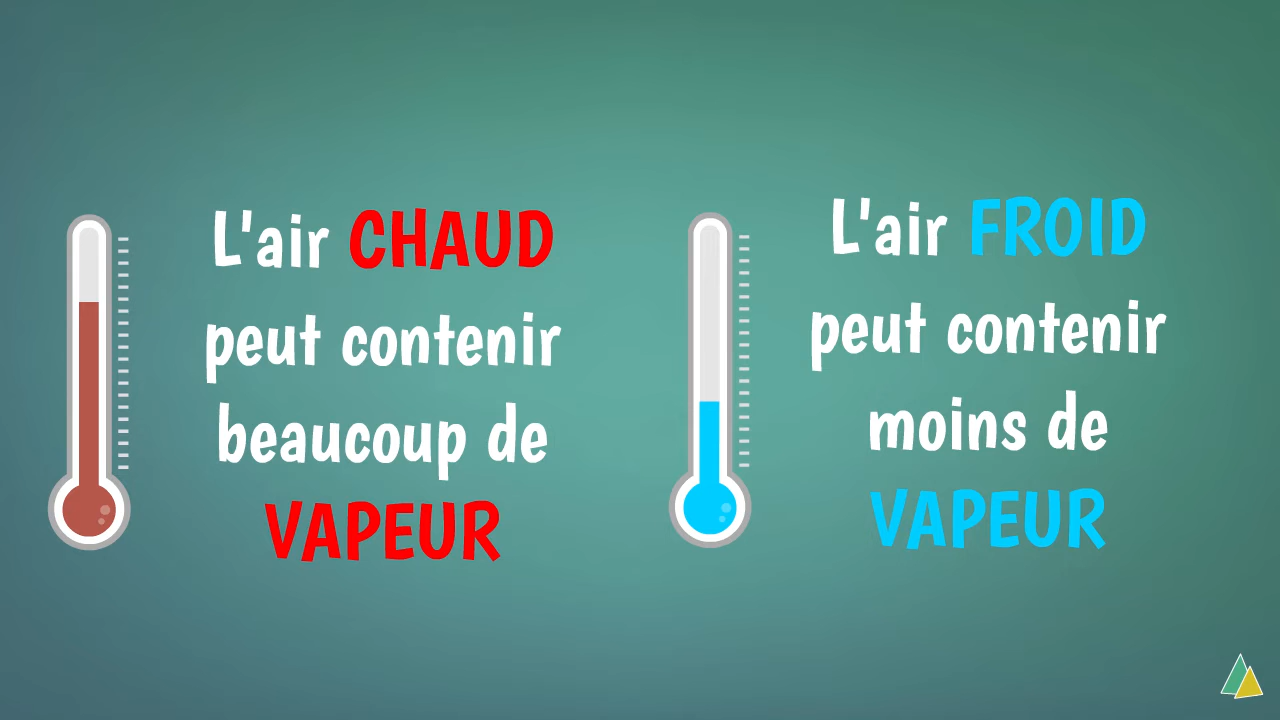 L'air CHAUD
peut contenir
beaucoup de
VAPEUR
L'air FROID
peut contenir
moins de
VAPEUR